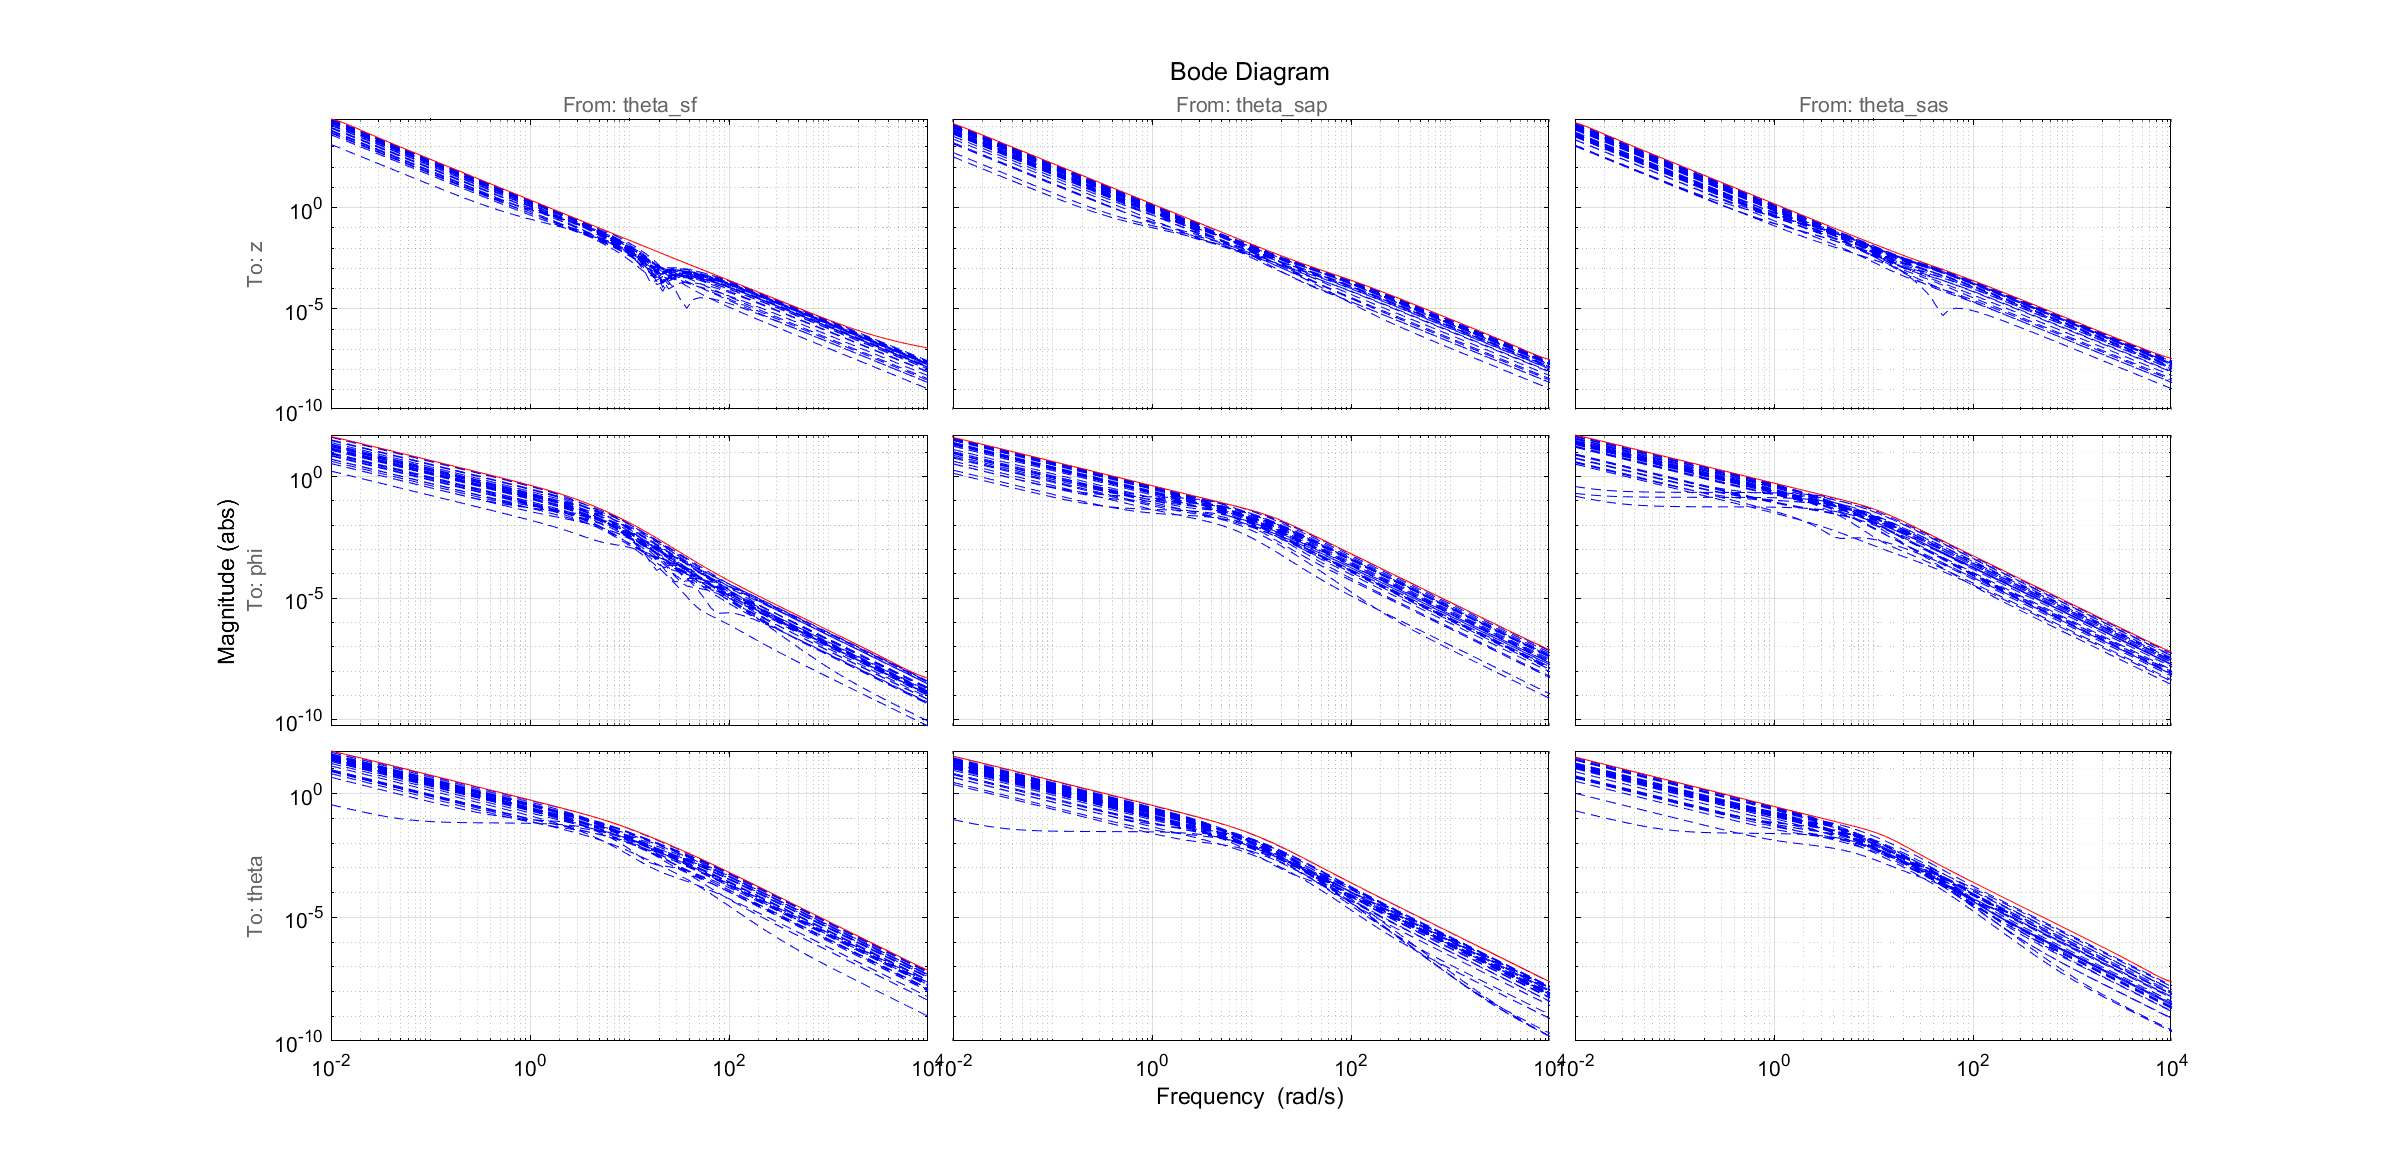 Bode Diagram
From: theta_sf
From: theta_sap
From: theta_sas
Magnitude (abs)
To: z
10^0
10^-5
10^-10
To: phi
10^0
10^-5
10^-10
To: theta
10^0
10^-5
10^-10
10^-2 10^0 10^2 10^4
10^-2 10^0 10^2 10^4
10^-2 10^0 10^2 10^4
Frequency (rad/s)